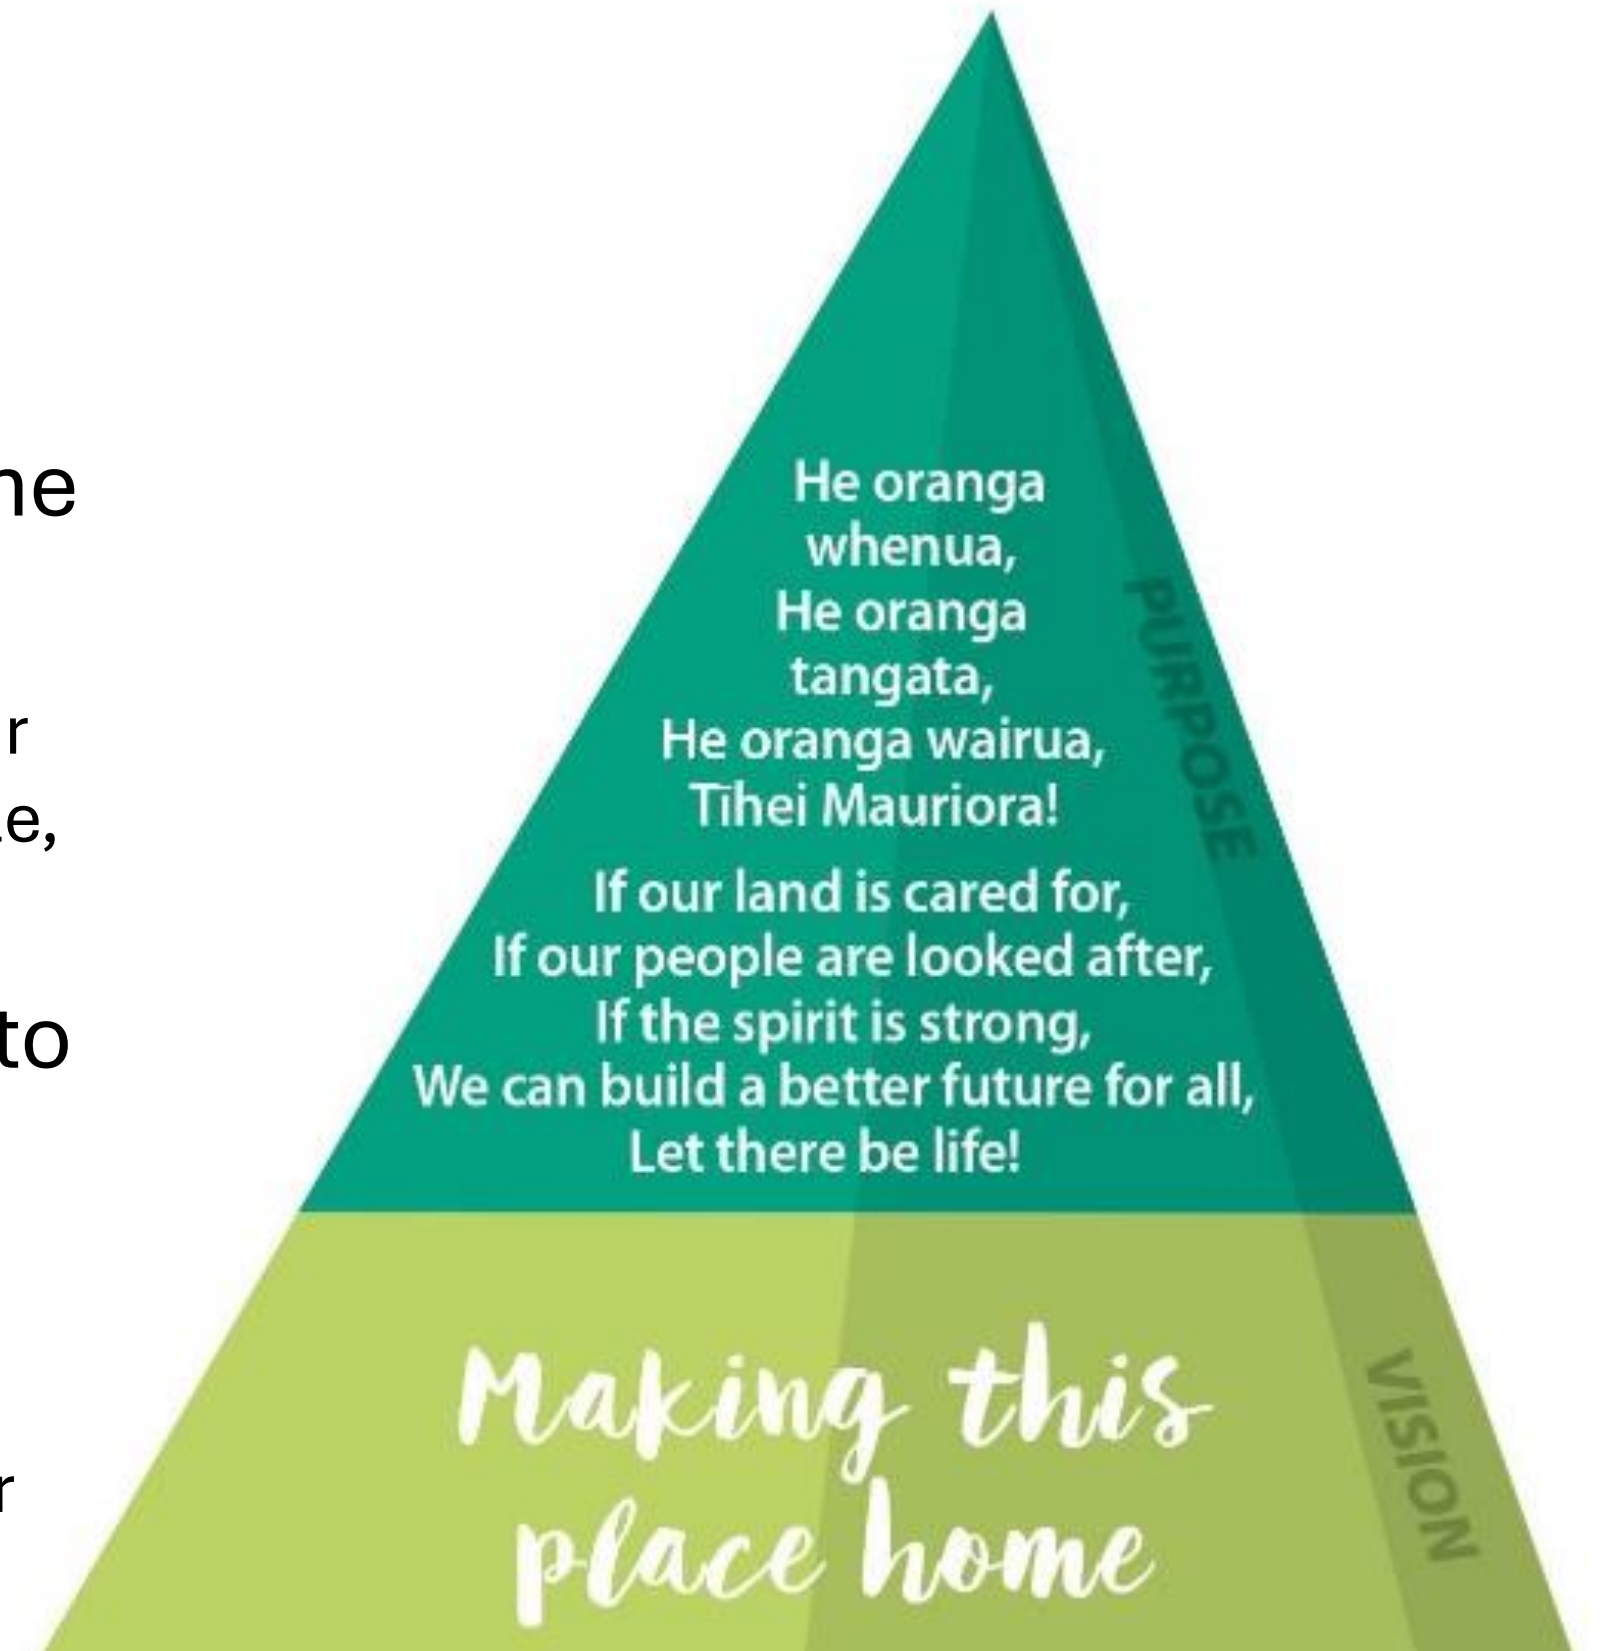 He oranga
whenua,
He oranga
tangata,
He oranga wairua,
Tīhei Mauriora!
If our land is cared for,
If our people are looked after,
If the spirit is strong,
We can build a better future for all,
Let there be life!
PURPOSE
Making this
place home
VISION
to